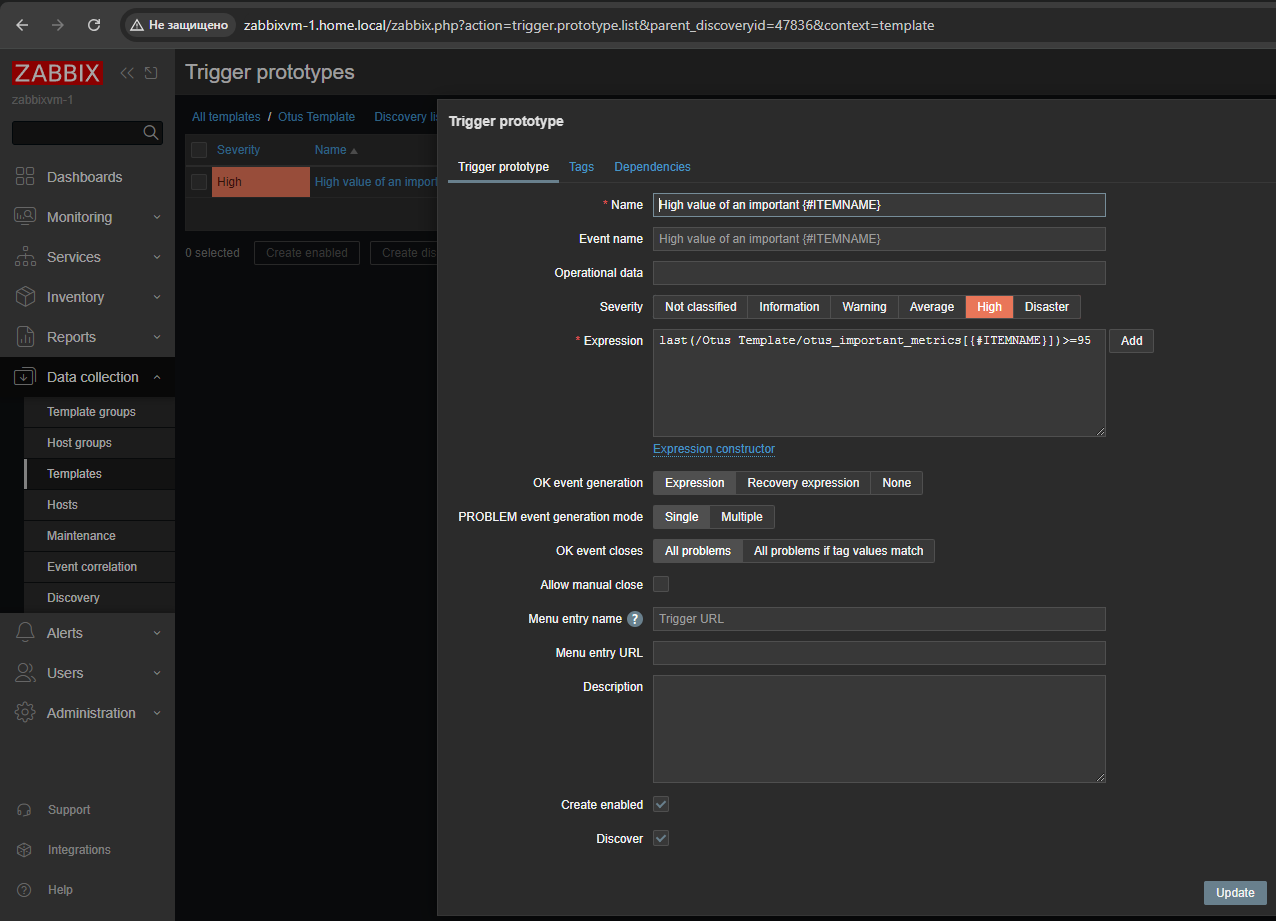 Не защищено
zabbixvm-1.home.local/zabbix.php?action=trigger.prototype.list&parent_discoveryid=47836&context=template
ZABBIX
zabbixvm-1
Dashboards
Monitoring
Services
Inventory
Reports
Data collection
Template groups
Host groups
Templates
Hosts
Maintenance
Event correlation
Discovery
Alerts
Users
Administration
Support
Integrations
Help
Trigger prototypes
All templates / Otus Template Discovery lis
Severity Name
High High value of an import
0 selected Create enabled Create dis
Trigger prototype
Trigger prototype Tags Dependencies
* Name High value of an important {#ITEMNAME}
Event name High value of an important {#ITEMNAME}
Operational data
Severity Not classified Information Warning Average High Disaster
* Expression last(/Otus Template/otus_important_metrics[{#ITEMNAME}])>=95 Add
Expression constructor
OK event generation Expression Recovery expression None
PROBLEM event generation mode Single Multiple
OK event closes All problems All problems if tag values match
Allow manual close
Menu entry name ? Trigger URL
Menu entry URL
Description
Create enabled
Discover
Update